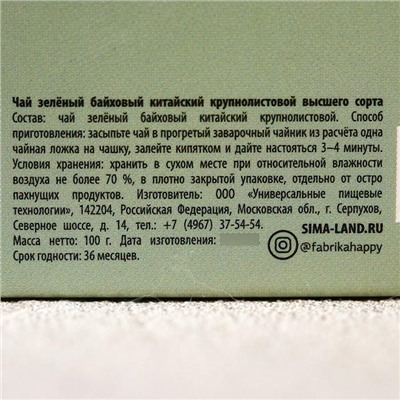 Чай зелёный байховый китайский крупнолистовой высшего сорта
Состав: чай зелёный байховый китайский крупнолистовой. Способ
приготовления: засыпьте чай в прогретый заварочный чайник из расчёта одна
чайная ложка на чашку, залейте кипятком и дайте настояться 3–4 минуты.
Условия хранения: хранить в сухом месте при относительной влажности
воздуха не более 70 %, в плотно закрытой упаковке, отдельно от остро
пахнущих продуктов. Изготовитель: ООО «Универсальные пищевые
технологии», 142204, Российская Федерация, Московская обл., г. Серпухов,
Северное шоссе, д. 14, тел.: +7 (4967) 37-54-54.
Масса нетто: 100 г. Дата изготовления:
Срок годности: 36 месяцев.
SIMA-LAND.RU
@fabrikahappy